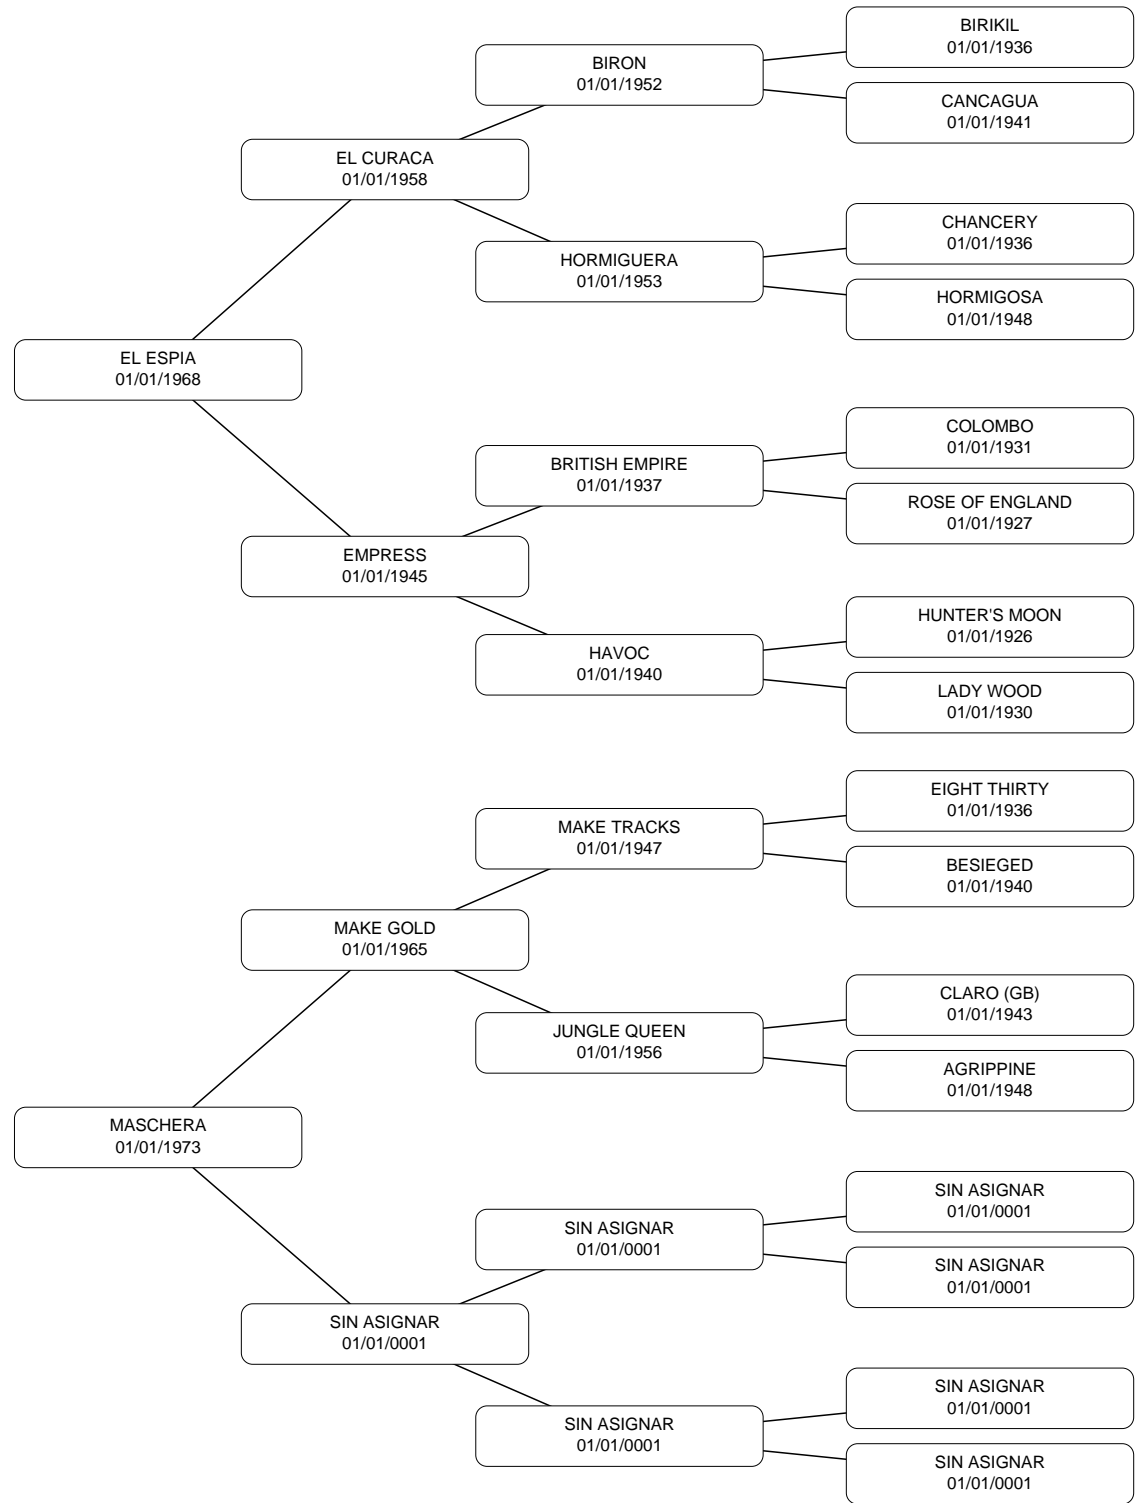 BIRIKIL
01/01/1936
BIRON
01/01/1952
CANCAGUA
01/01/1941
EL CURACA
01/01/1958
CHANCERY
01/01/1936
HORMIGUERA
01/01/1953
HORMIGOSA
01/01/1948
EL ESPIA
01/01/1968
COLOMBO
01/01/1931
BRITISH EMPIRE
01/01/1937
ROSE OF ENGLAND
01/01/1927
EMPRESS
01/01/1945
HUNTER'S MOON
01/01/1926
HAVOC
01/01/1940
LADY WOOD
01/01/1930
EIGHT THIRTY
01/01/1936
MAKE TRACKS
01/01/1947
BESIEGED
01/01/1940
MAKE GOLD
01/01/1965
CLARO (GB)
01/01/1943
JUNGLE QUEEN
01/01/1956
AGRIPPINE
01/01/1948
MASCHERA
01/01/1973
SIN ASIGNAR
01/01/0001
SIN ASIGNAR
01/01/0001
SIN ASIGNAR
01/01/0001
SIN ASIGNAR
01/01/0001
SIN ASIGNAR
01/01/0001
SIN ASIGNAR
01/01/0001
SIN ASIGNAR
01/01/0001